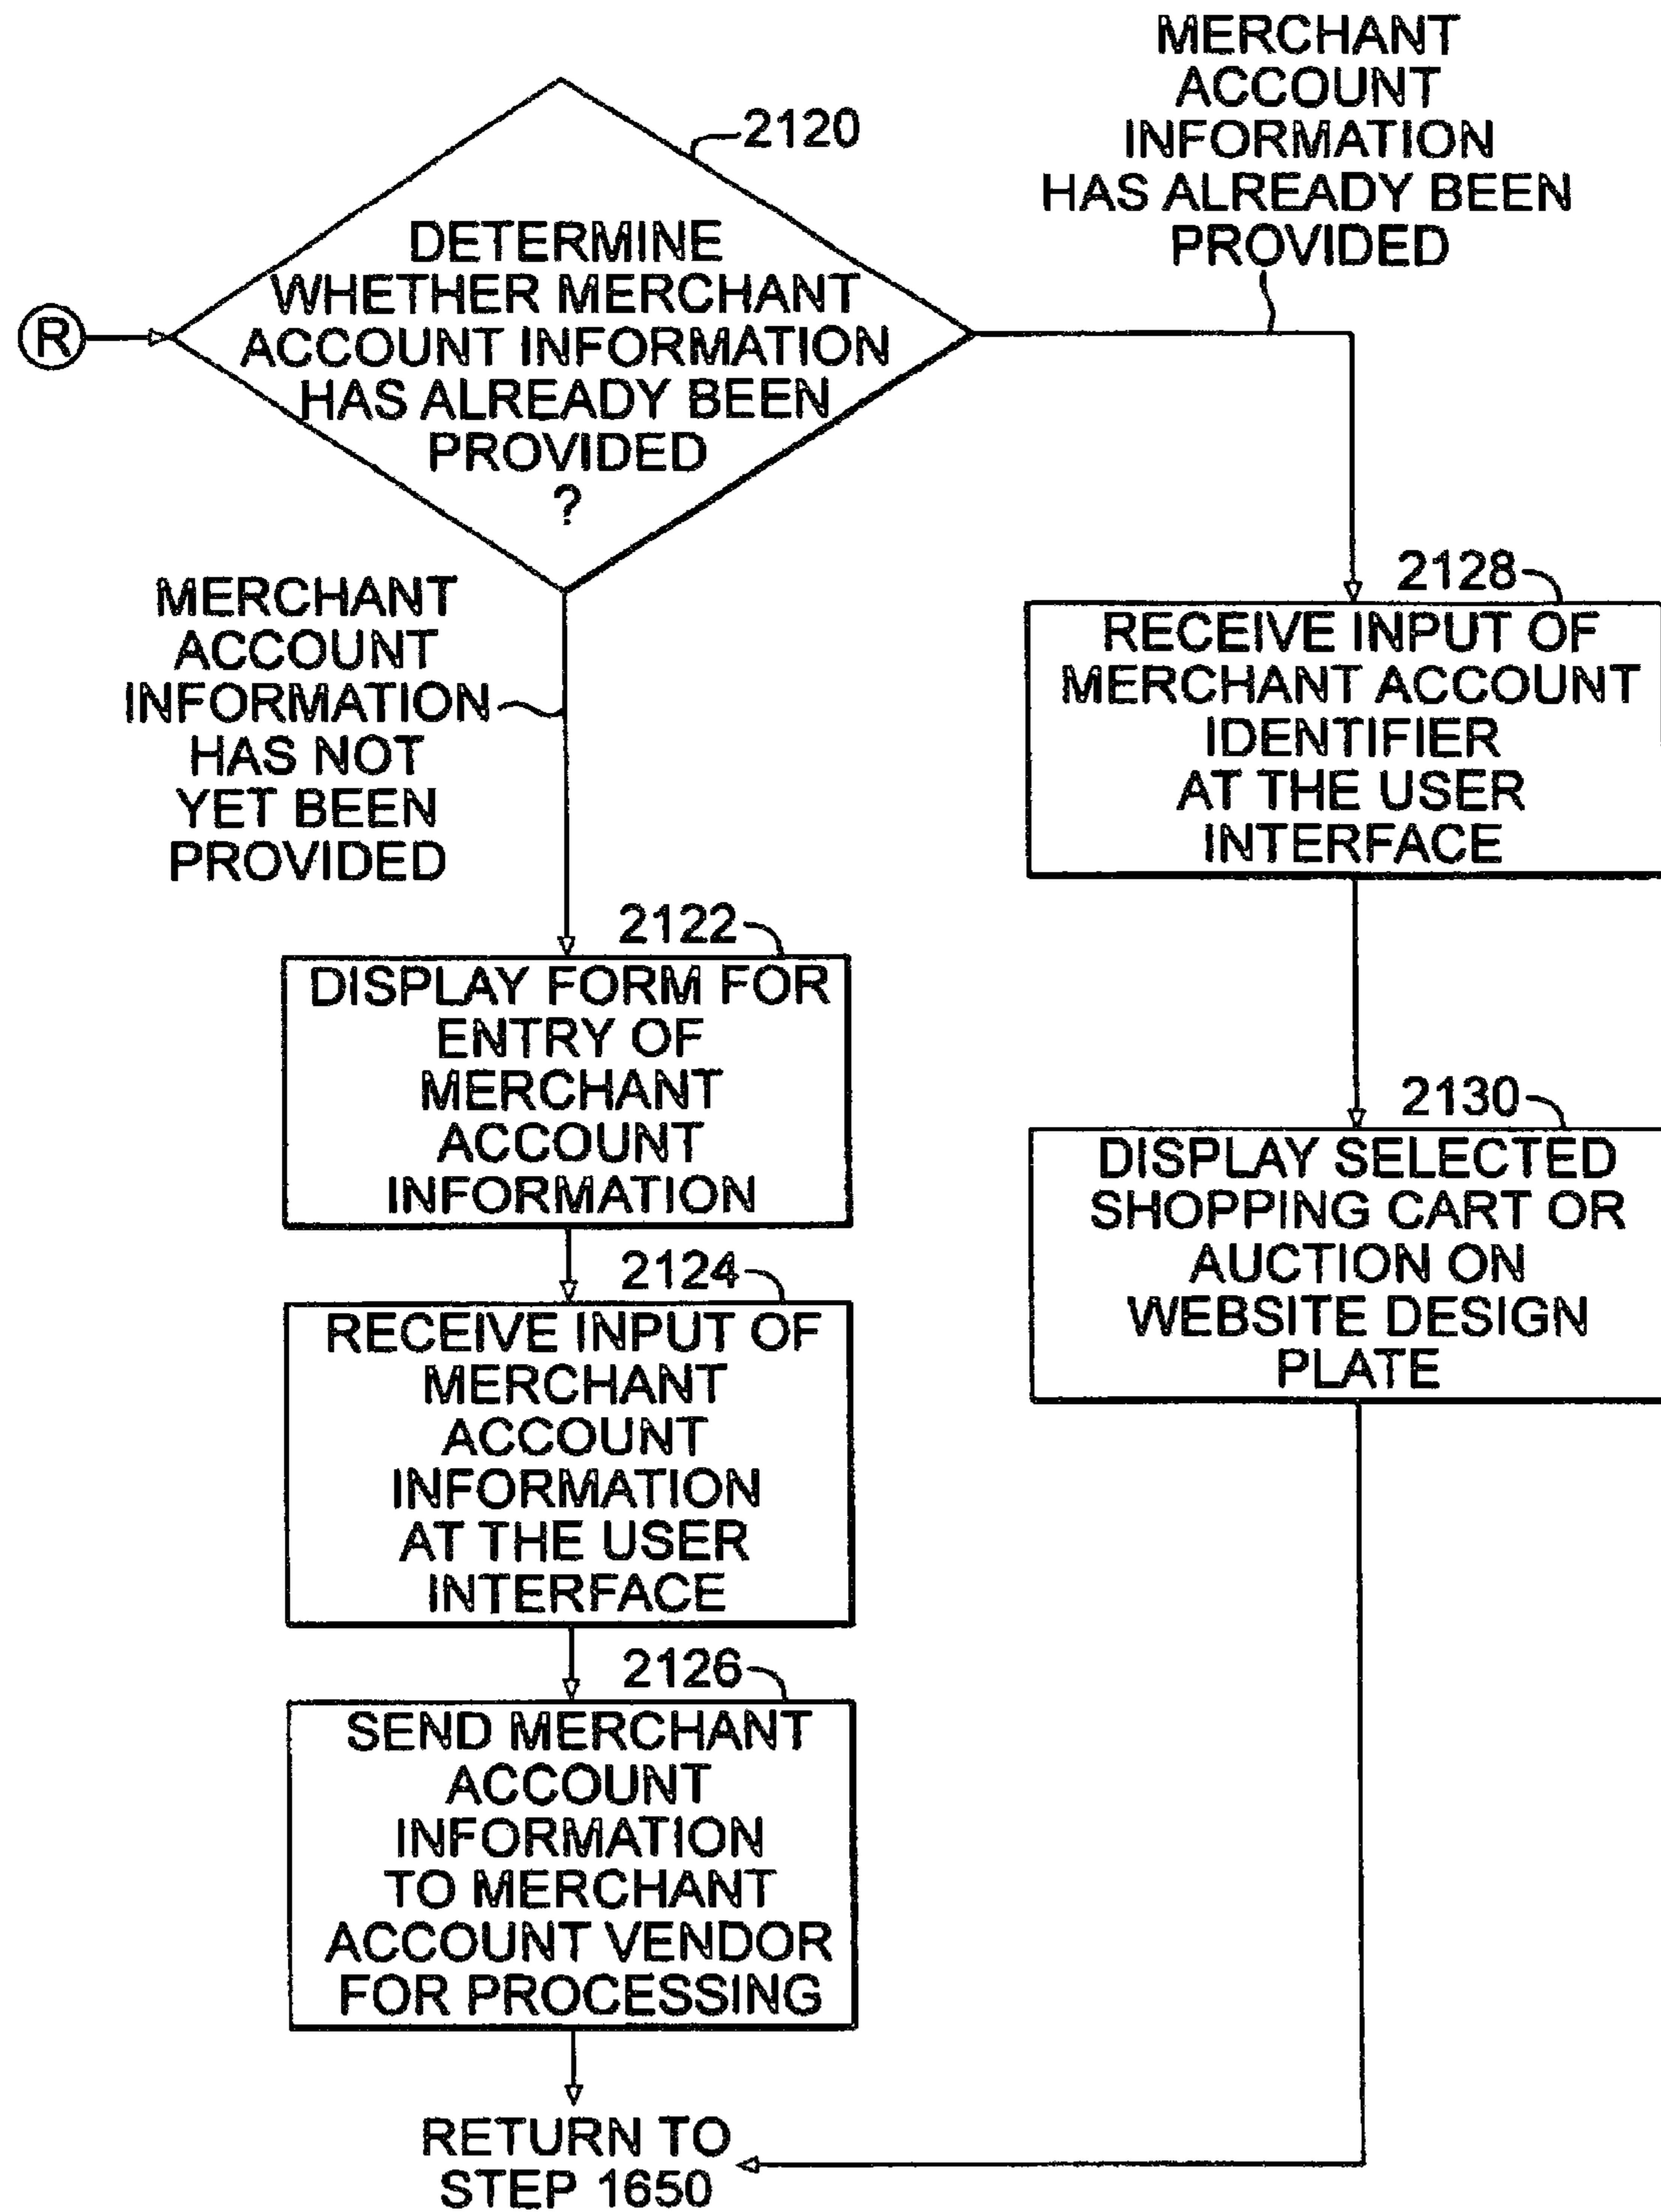 MERCHANT
ACCOUNT
INFORMATION
HAS ALREADY BEEN
PROVIDED
2120
R
DETERMINE
WHETHER MERCHANT
ACCOUNT INFORMATION
HAS ALREADY BEEN
PROVIDED
?
MERCHANT
ACCOUNT
INFORMATION
HAS NOT
YET BEEN
PROVIDED
2128
RECEIVE INPUT OF
MERCHANT ACCOUNT
IDENTIFIER
AT THE USER
INTERFACE
2122
DISPLAY FORM FOR
ENTRY OF
MERCHANT
ACCOUNT
INFORMATION
2130
DISPLAY SELECTED
SHOPPING CART OR
AUCTION ON
WEBSITE DESIGN
PLATE
2124
RECEIVE INPUT OF
MERCHANT
ACCOUNT
INFORMATION
AT THE USER
INTERFACE
2126
SEND MERCHANT
ACCOUNT
INFORMATION
TO MERCHANT
ACCOUNT VENDOR
FOR PROCESSING
RETURN TO
STEP 1650